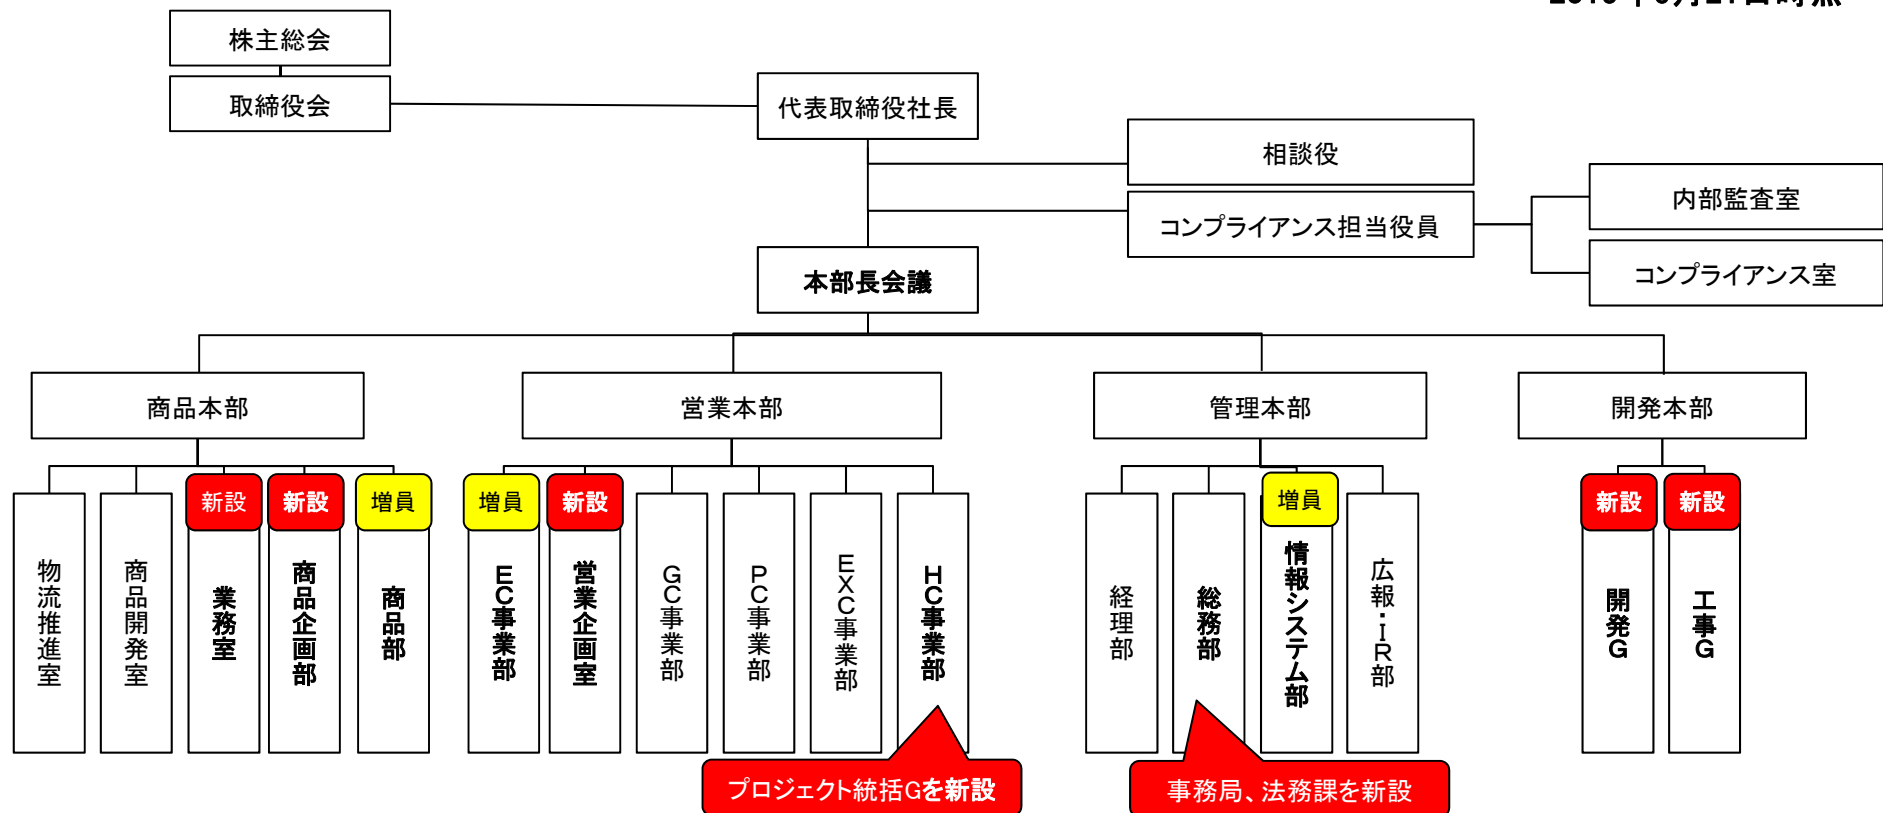 株主総会
取締役会
代表取締役社長
相談役
コンプライアンス担当役員
内部監査室
コンプライアンス室
本部長会議
商品本部
営業本部
管理本部
開発本部
新設
新設
増員
増員
新設
増員
新設
新設
物流推進室
商品開発室
業務室
商品企画部
商品部
EC事業部
営業企画室
GC事業部
PC事業部
EXC事業部
HC事業部
経理部
総務部
情報システム部
広報・IR部
開発G
工事G
プロジェクト統括Gを新設
事務局、法務課を新設